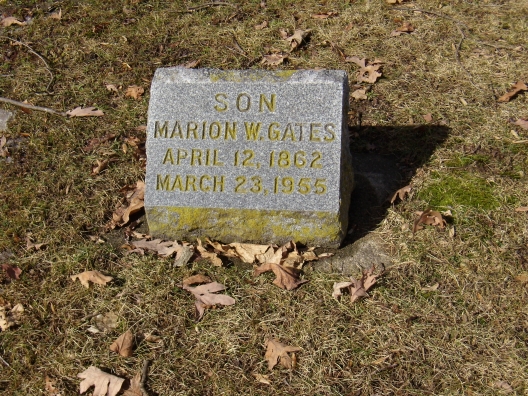 SON
MARION W. GATES
APRIL 12, 1862
MARCH 23, 1955